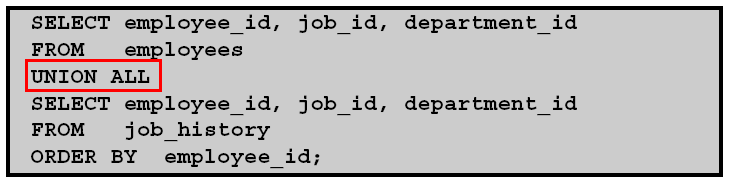 SELECT employee_id, job_id, department_id
FROM   employees
UNION ALL
SELECT employee_id, job_id, department_id
FROM   job_history
ORDER BY  employee_id;